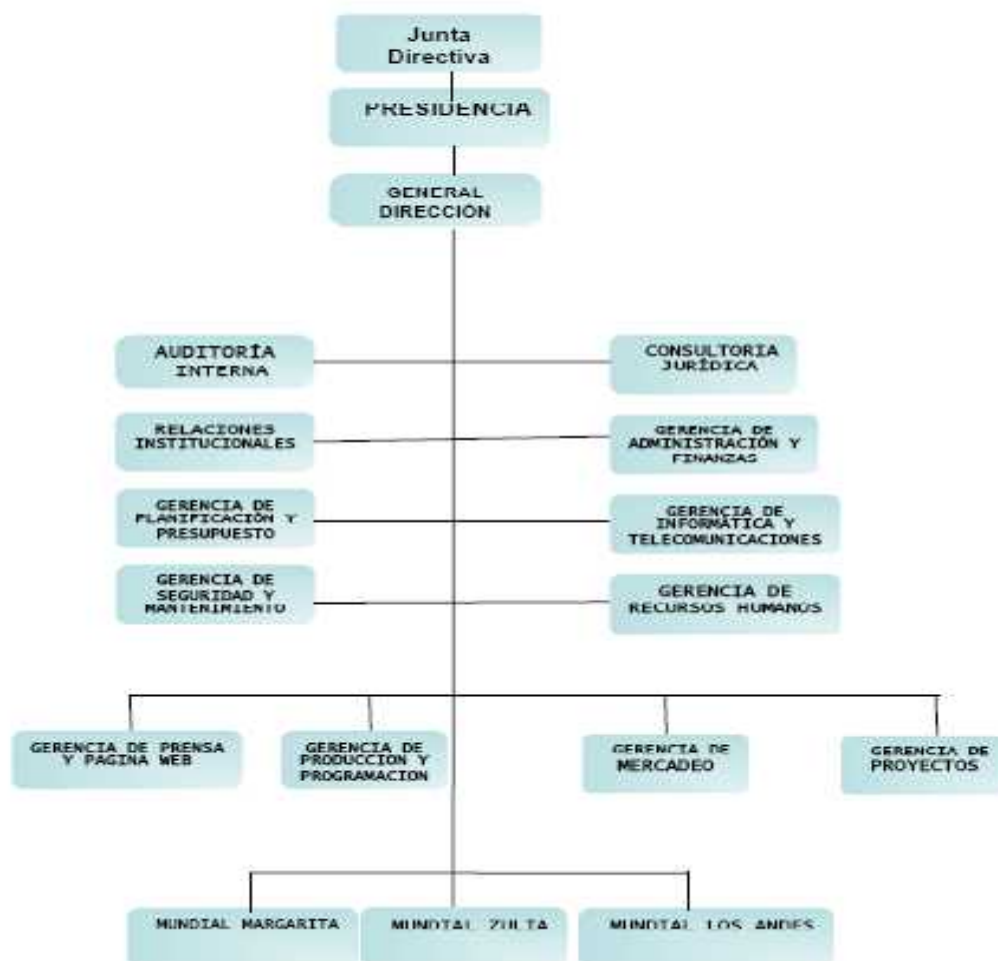 Junta
Directiva
PRESIDENCIA
GENERAL
DIRECCIÓN
AUDITORÍA
INTERNA
CONSULTORIA
JURÍDICA
RELACIONES
INSTITUCIONALES
GERENCIA DE
ADMINISTRACIÓN Y
FINANZAS
GERENCIA DE
PLANIFICACIÓN Y
PRESUPUESTO
GERENCIA DE
INFORMÁTICA Y
TELECOMUNICACIONES
GERENCIA DE
SEGURIDAD Y
MANTENIMIENTO
GERENCIA DE
RECURSOS HUMANOS
GERENCIA DE PRENSA
Y PAGINA WEB
GERENCIA DE
PRODUCCION Y
PROGRAMACION
GERENCIA DE
MERCADEO
GERENCIA DE
PROYECTOS
MUNDIAL MARGARITA
MUNDIAL ZULIA
MUNDIAL LOS ANDES